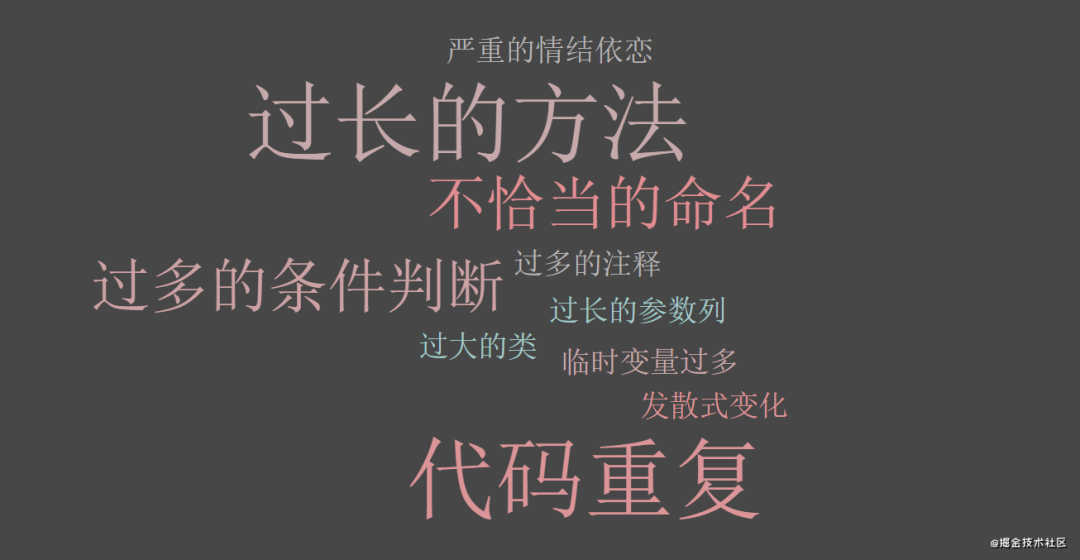 严重的情结依恋
过长的方法
不恰当的命名
过多的条件判断
过多的注释
过长的参数列
过大的类
临时变量过多
发散式变化
代码重复
@掘金技术社区